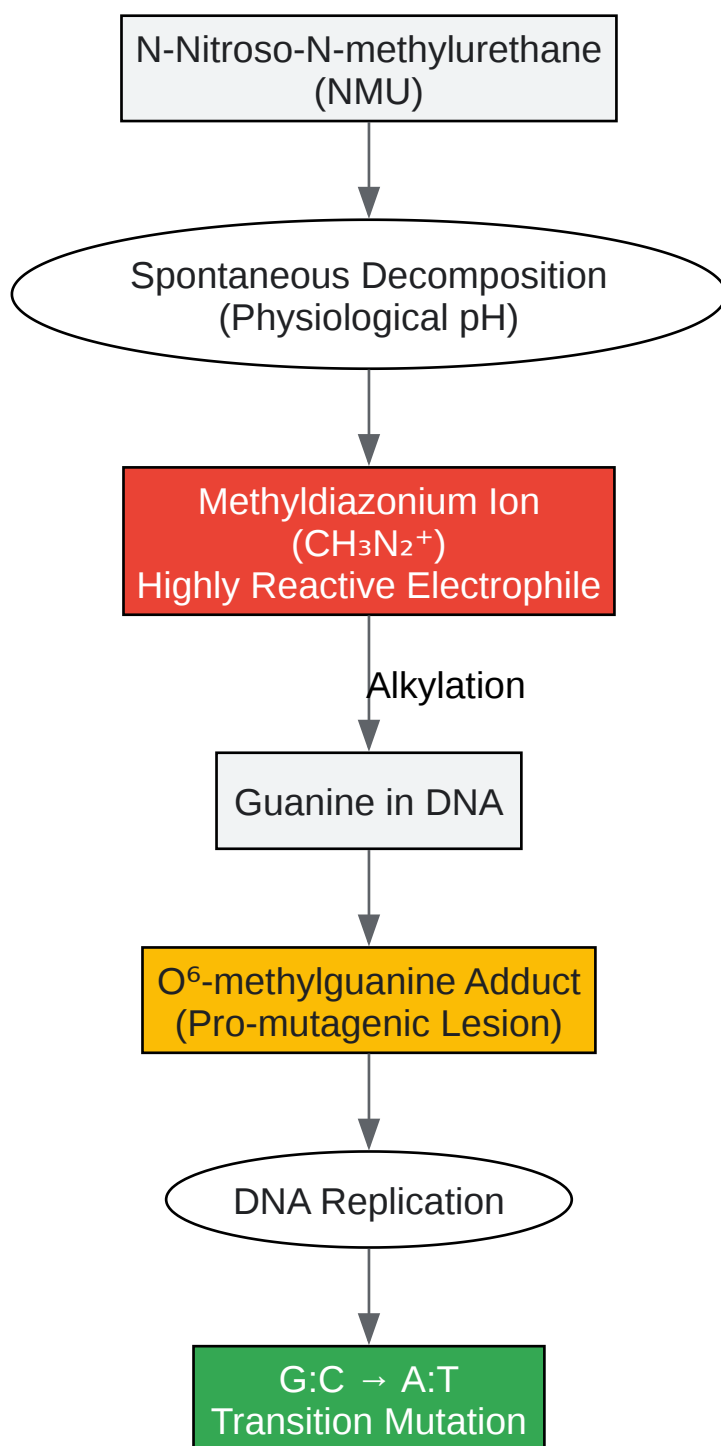 N-Nitroso-N-methylurethane
(NMU)
Spontaneous Decomposition
(Physiological pH)
Methyldiazonium Ion
(CH₃N₂⁺)
Highly Reactive Electrophile
Alkylation
Guanine in DNA
O⁶-methylguanine Adduct
(Pro-mutagenic Lesion)
DNA Replication
G:C → A:T
Transition Mutation